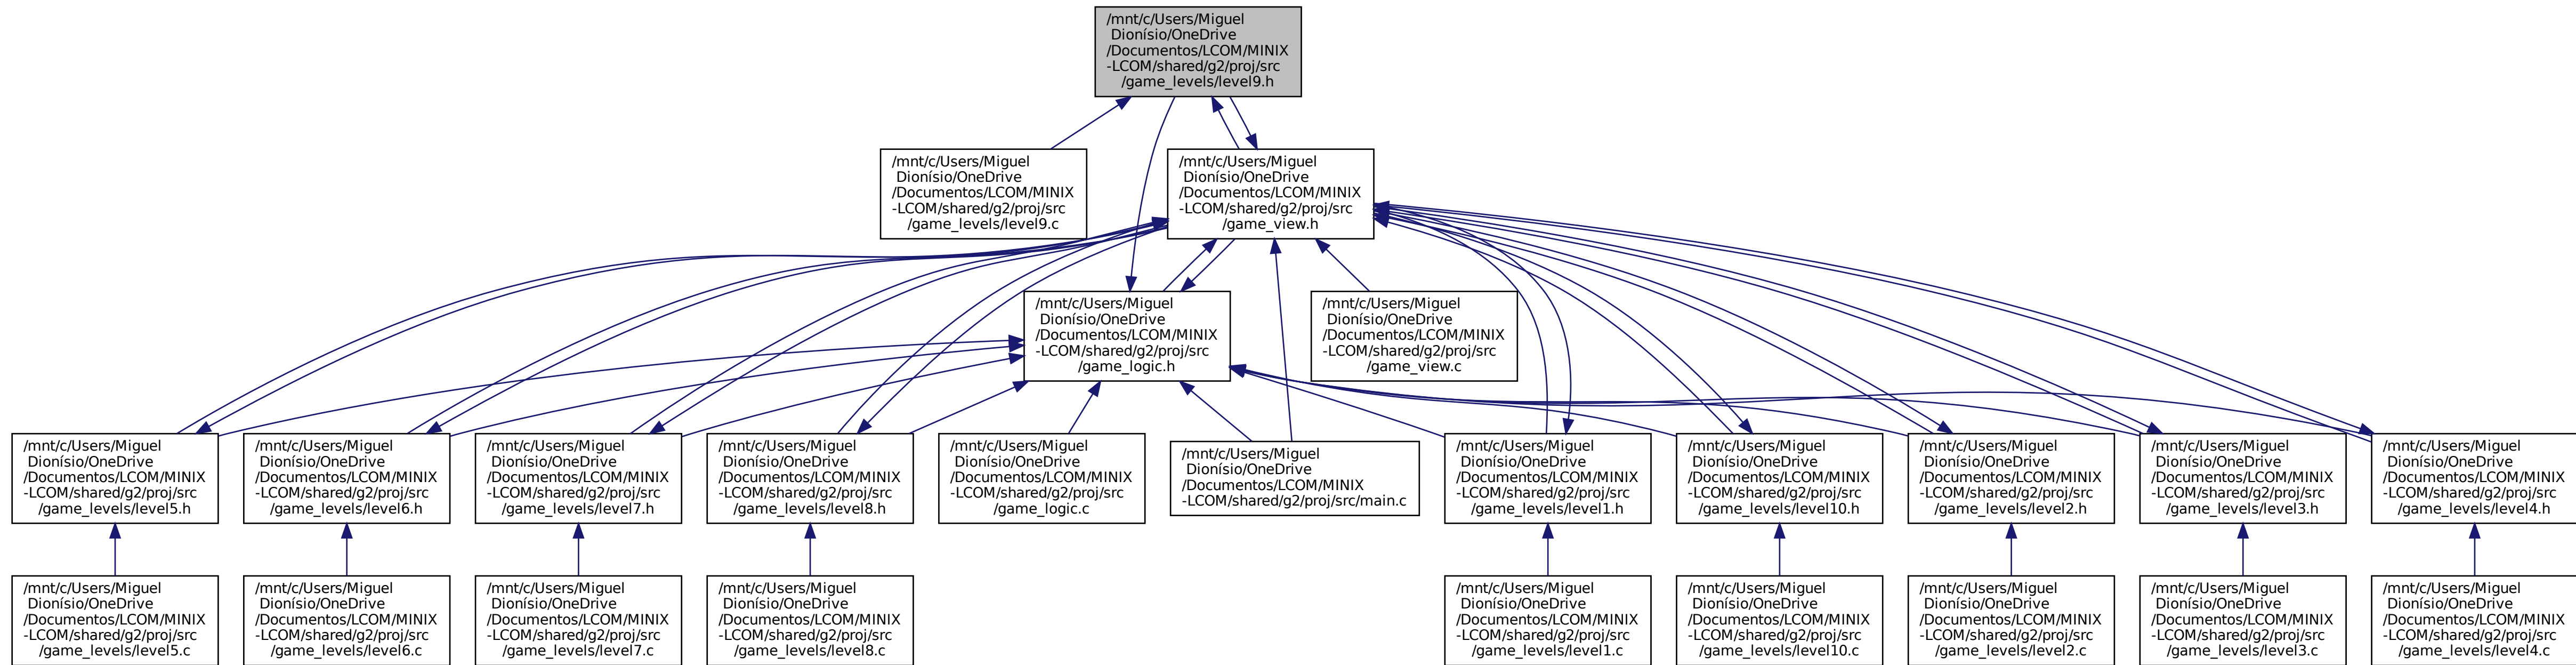 /mnt/c/Users/Miguel
Dionísio/OneDrive
/Documentos/LCOM/MINIX
-LCOM/shared/g2/proj/src
/game_levels/level9.h
/mnt/c/Users/Miguel
Dionísio/OneDrive
/Documentos/LCOM/MINIX
-LCOM/shared/g2/proj/src
/game_levels/level9.c
/mnt/c/Users/Miguel
Dionísio/OneDrive
/Documentos/LCOM/MINIX
-LCOM/shared/g2/proj/src
/game_view.h
/mnt/c/Users/Miguel
Dionísio/OneDrive
/Documentos/LCOM/MINIX
-LCOM/shared/g2/proj/src
/game_logic.h
/mnt/c/Users/Miguel
Dionísio/OneDrive
/Documentos/LCOM/MINIX
-LCOM/shared/g2/proj/src
/game_view.c
/mnt/c/Users/Miguel
Dionísio/OneDrive
/Documentos/LCOM/MINIX
-LCOM/shared/g2/proj/src
/game_levels/level5.h
/mnt/c/Users/Miguel
Dionísio/OneDrive
/Documentos/LCOM/MINIX
-LCOM/shared/g2/proj/src
/game_levels/level6.h
/mnt/c/Users/Miguel
Dionísio/OneDrive
/Documentos/LCOM/MINIX
-LCOM/shared/g2/proj/src
/game_levels/level7.h
/mnt/c/Users/Miguel
Dionísio/OneDrive
/Documentos/LCOM/MINIX
-LCOM/shared/g2/proj/src
/game_levels/level8.h
/mnt/c/Users/Miguel
Dionísio/OneDrive
/Documentos/LCOM/MINIX
-LCOM/shared/g2/proj/src
/game_logic.c
/mnt/c/Users/Miguel
Dionísio/OneDrive
/Documentos/LCOM/MINIX
-LCOM/shared/g2/proj/src/main.c
/mnt/c/Users/Miguel
Dionísio/OneDrive
/Documentos/LCOM/MINIX
-LCOM/shared/g2/proj/src
/game_levels/level1.h
/mnt/c/Users/Miguel
Dionísio/OneDrive
/Documentos/LCOM/MINIX
-LCOM/shared/g2/proj/src
/game_levels/level10.h
/mnt/c/Users/Miguel
Dionísio/OneDrive
/Documentos/LCOM/MINIX
-LCOM/shared/g2/proj/src
/game_levels/level2.h
/mnt/c/Users/Miguel
Dionísio/OneDrive
/Documentos/LCOM/MINIX
-LCOM/shared/g2/proj/src
/game_levels/level3.h
/mnt/c/Users/Miguel
Dionísio/OneDrive
/Documentos/LCOM/MINIX
-LCOM/shared/g2/proj/src
/game_levels/level4.h
/mnt/c/Users/Miguel
Dionísio/OneDrive
/Documentos/LCOM/MINIX
-LCOM/shared/g2/proj/src
/game_levels/level5.c
/mnt/c/Users/Miguel
Dionísio/OneDrive
/Documentos/LCOM/MINIX
-LCOM/shared/g2/proj/src
/game_levels/level6.c
/mnt/c/Users/Miguel
Dionísio/OneDrive
/Documentos/LCOM/MINIX
-LCOM/shared/g2/proj/src
/game_levels/level7.c
/mnt/c/Users/Miguel
Dionísio/OneDrive
/Documentos/LCOM/MINIX
-LCOM/shared/g2/proj/src
/game_levels/level8.c
/mnt/c/Users/Miguel
Dionísio/OneDrive
/Documentos/LCOM/MINIX
-LCOM/shared/g2/proj/src
/game_levels/level1.c
/mnt/c/Users/Miguel
Dionísio/OneDrive
/Documentos/LCOM/MINIX
-LCOM/shared/g2/proj/src
/game_levels/level10.c
/mnt/c/Users/Miguel
Dionísio/OneDrive
/Documentos/LCOM/MINIX
-LCOM/shared/g2/proj/src
/game_levels/level2.c
/mnt/c/Users/Miguel
Dionísio/OneDrive
/Documentos/LCOM/MINIX
-LCOM/shared/g2/proj/src
/game_levels/level3.c
/mnt/c/Users/Miguel
Dionísio/OneDrive
/Documentos/LCOM/MINIX
-LCOM/shared/g2/proj/src
/game_levels/level4.c